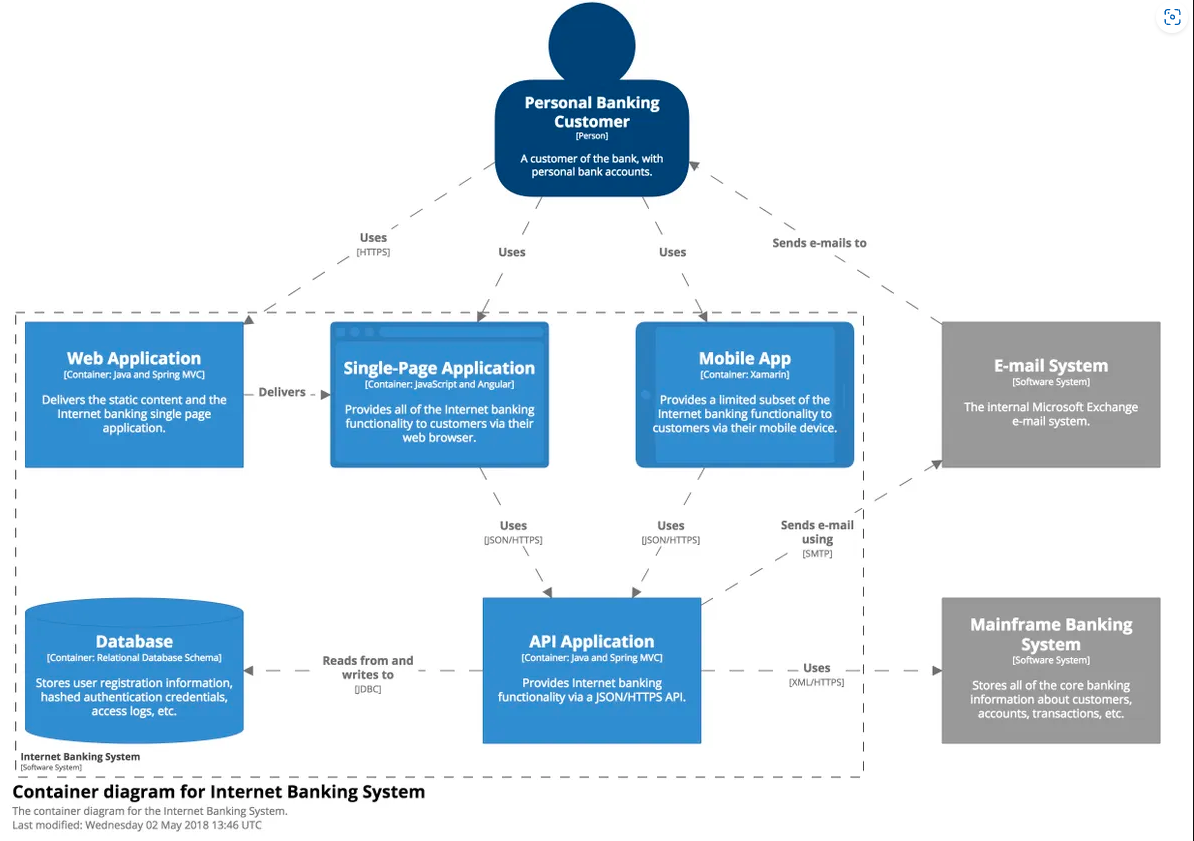 Personal Banking
Customer
[Person]
A customer of the bank, with
personal bank accounts.
Uses
[HTTPS]
Uses
Uses
Sends e-mails to
Web Application
[Container: Java and Spring MVC]
Delivers the static content and the
Internet banking single page
application.
Delivers
Single-Page Application
[Container: JavaScript and Angular]
Provides all of the Internet banking
functionality to customers via their
web browser.
Mobile App
[Container: Xamarin]
Provides a limited subset of the
Internet banking functionality to
customers via their mobile device.
E-mail System
[Software System]
The internal Microsoft Exchange
e-mail system.
Uses
[JSON/HTTPS]
Uses
[JSON/HTTPS]
Sends e-mail
using
[SMTP]
Database
[Container: Relational Database Schema]
Stores user registration information,
hashed authentication credentials,
access logs, etc.
Reads from and
writes to
[JDBC]
API Application
[Container: Java and Spring MVC]
Provides Internet banking
functionality via a JSON/HTTPS API.
Uses
[XML/HTTPS]
Mainframe Banking
System
[Software System]
Stores all of the core banking
information about customers,
accounts, transactions, etc.
Internet Banking System
[Software System]
Container diagram for Internet Banking System
The container diagram for the Internet Banking System.
Last modified: Wednesday 02 May 2018 13:46 UTC